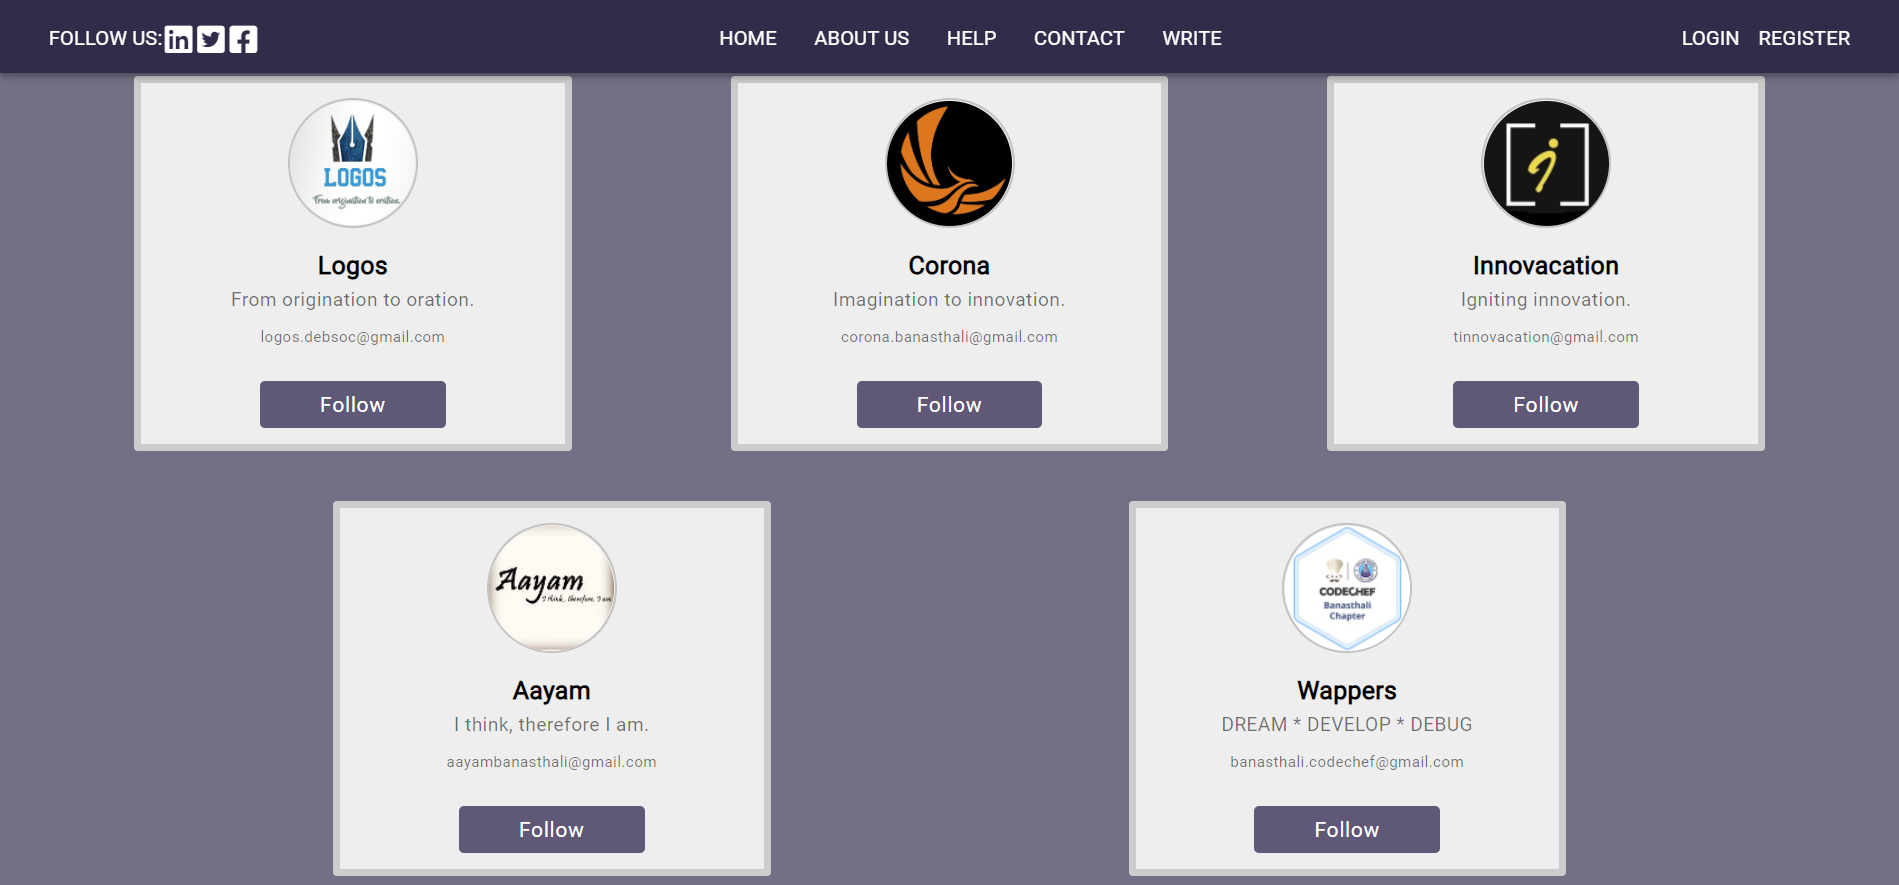 FOLLOW US: in f HOME ABOUT US HELP CONTACT WRITE LOGIN REGISTER
LOGOS
From origination to oration.
Logos
From origination to oration.
logos.debsoc@gmail.com
Follow
Corona
Imagination to innovation.
corona.banasthali@gmail.com
Follow
[i]
Innovacation
Igniting innovation.
tinnovacation@gmail.com
Follow
Aayam
I think, therefore, I am
Aayam
I think, therefore I am.
aayambanasthali@gmail.com
Follow
CODECHEF
Banasthali
Chapter
Wappers
DREAM * DEVELOP * DEBUG
banasthali.codechef@gmail.com
Follow